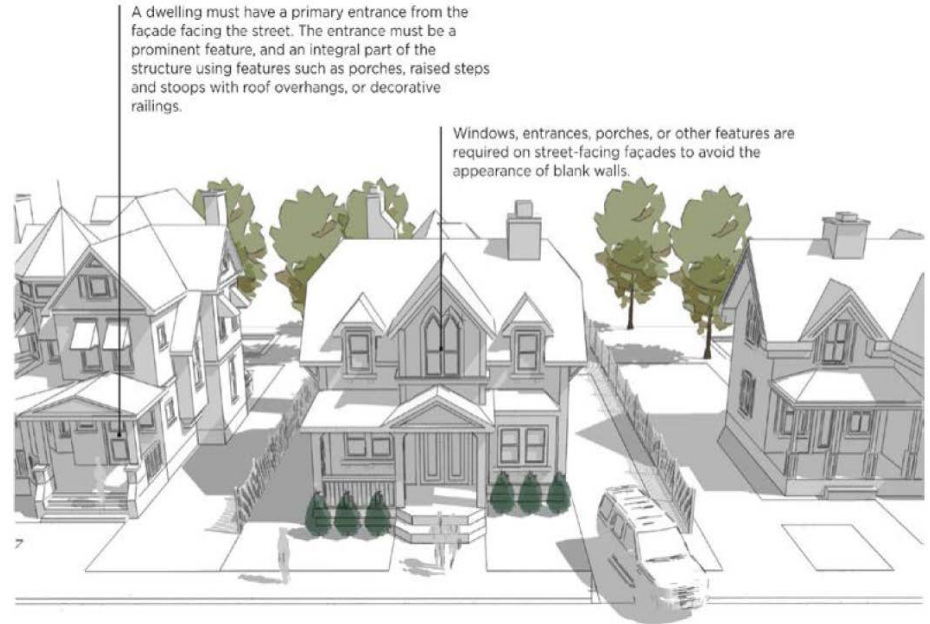 A dwelling must have a primary entrance from the
façade facing the street. The entrance must be a
prominent feature, and an integral part of the
structure using features such as porches, raised steps
and stoops with roof overhangs, or decorative
railings.
Windows, entrances, porches, or other features are
required on street-facing façades to avoid the
appearance of blank walls.
7